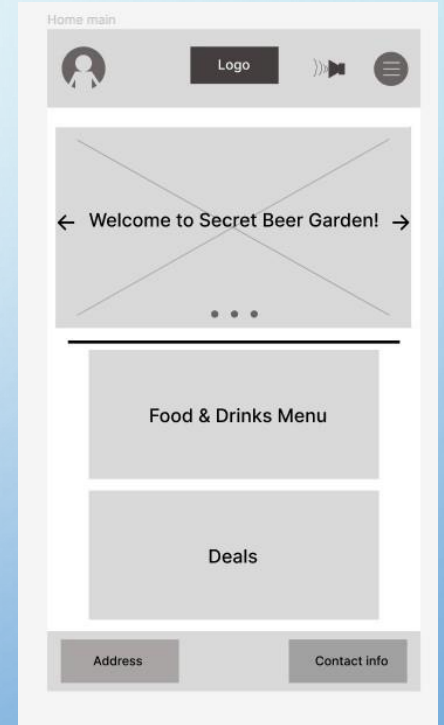 Home main
Logo
Welcome to Secret Beer Garden!
Food & Drinks Menu
Deals
Address
Contact info